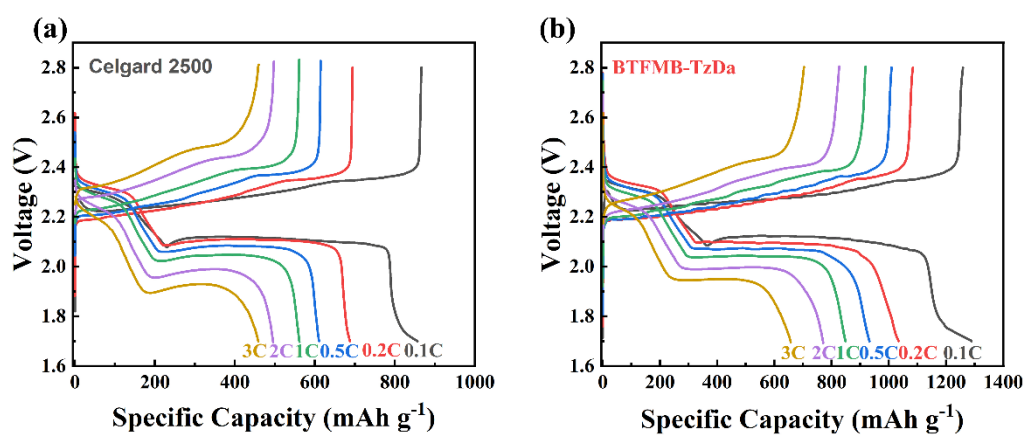 (a)
Celgard 2500
Voltage (V)
2.8
2.6
2.4
2.2
2.0
1.8
1.6
3C 2C 1C 0.5C 0.2C 0.1C
0 200 400 600 800 1000
Specific Capacity (mAh g⁻¹)
(b)
BTFMB-TzDa
Voltage (V)
2.8
2.6
2.4
2.2
2.0
1.8
1.6
3C 2C 1C 0.5C 0.2C 0.1C
0 200 400 600 800 1000 1200 1400
Specific Capacity (mAh g⁻¹)